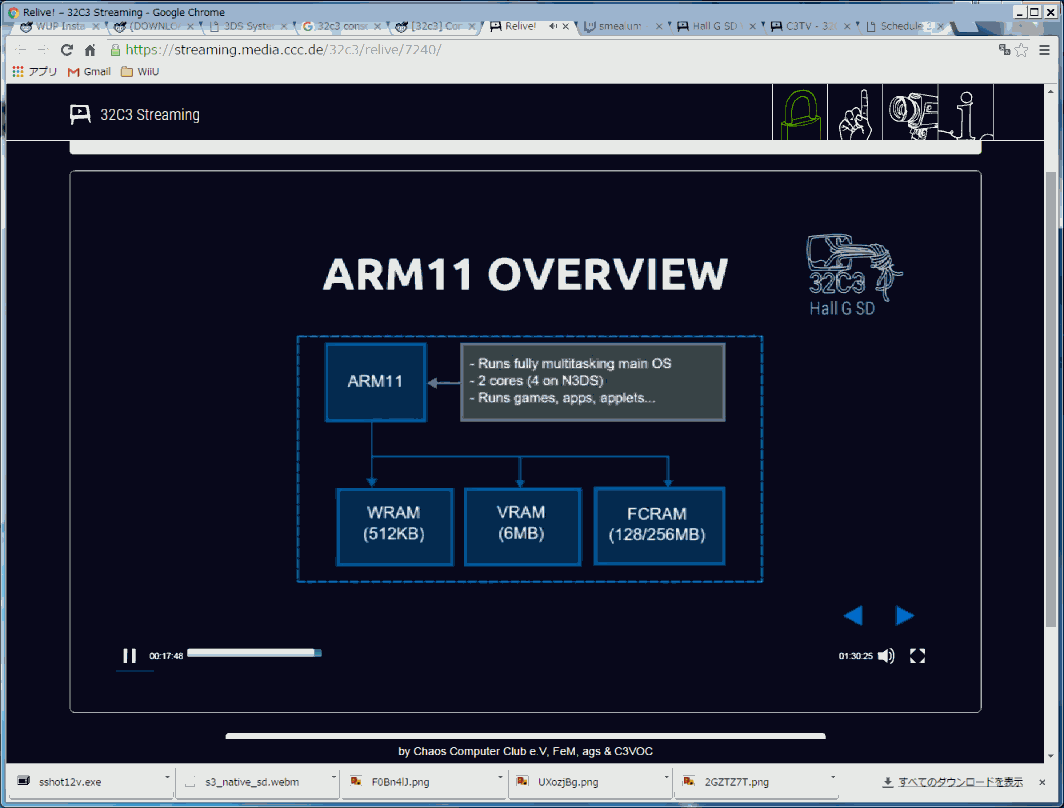 Relive! – 32C3 Streaming - Google Chrome
WUP Insta
(DOWNLO
3DS Syste
32c3 cons
[32c3] Co
Relive!
smealum
Hall G SD
C3TV - 32
Schedule
https://streaming.media.ccc.de/32c3/relive/7240/
アプリ
Gmail
WiiU
32C3 Streaming
ARM11 OVERVIEW
32C3
Hall G SD
ARM11
- Runs fully multitasking main OS
- 2 cores (4 on N3DS)
- Runs games, apps, applets...
WRAM
(512KB)
VRAM
(6MB)
FCRAM
(128/256MB)
00:17:48
01:30:25
by Chaos Computer Club e.V, FeM, ags & C3VOC
sshot12v.exe
s3_native_sd.webm
F0Bn4lJ.png
UXozjBg.png
2GZTZ7T.png
すべてのダウンロードを表示